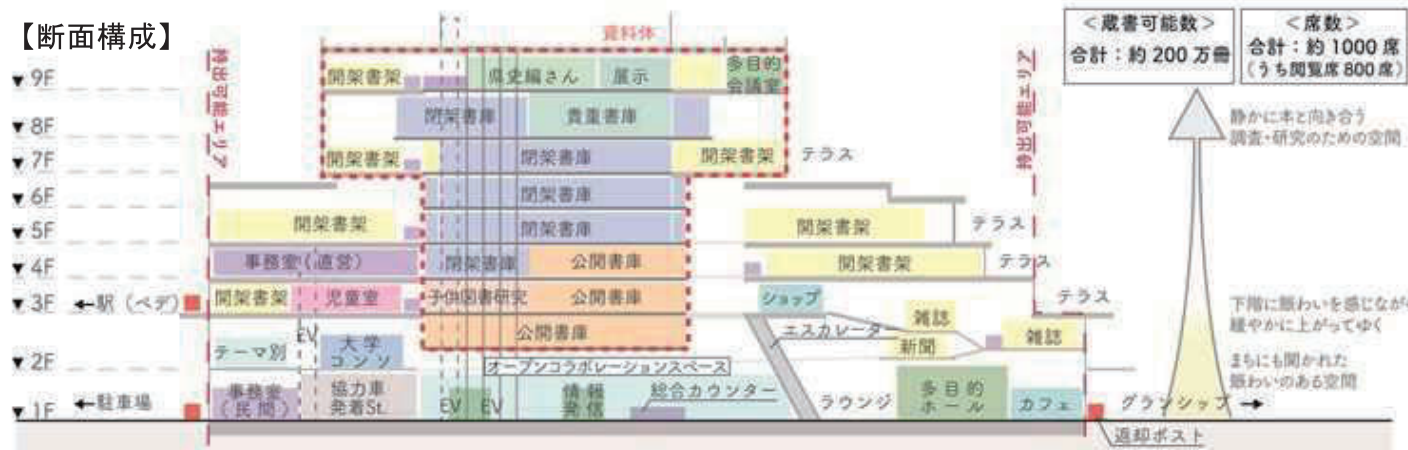 【断面構成】
資料体
<蔵書可能数>
合計：約200万冊
<席数>
合計：約1000席
（うち閲覧席800席）
持出可能エリア
持出可能エリア
▼9F
開架書架
県史編さん
展示
多目的
会議室
▼8F
閉架書庫
貴重書庫
静かに本と向き合う
調査・研究のための空間
▼7F
開架書架
閉架書庫
開架書架
テラス
▼6F
閉架書庫
▼5F
開架書架
閉架書庫
開架書架
テラス
▼4F
事務室（直営）
開架書庫
公開書庫
開架書架
テラス
▼3F
←駅（ペデ）
開架書架
児童室
子供図書研究
公開書庫
ショップ
テラス
下階に賑わいを感じながら
緩やかに上がってゆく
EV
公開書庫
エスカレーター
雑誌
新聞
雑誌
▼2F
テーマ別
大学
コンソ
オープンコラボレーションスペース
まちにも開かれた
賑わいのある空間
▼1F
←駐車場
事務室
（民間）
協力車
発着St.
EV
EV
情報
発信
総合カウンター
ラウンジ
多目的
ホール
カフェ
グランシップ→
返却ポスト